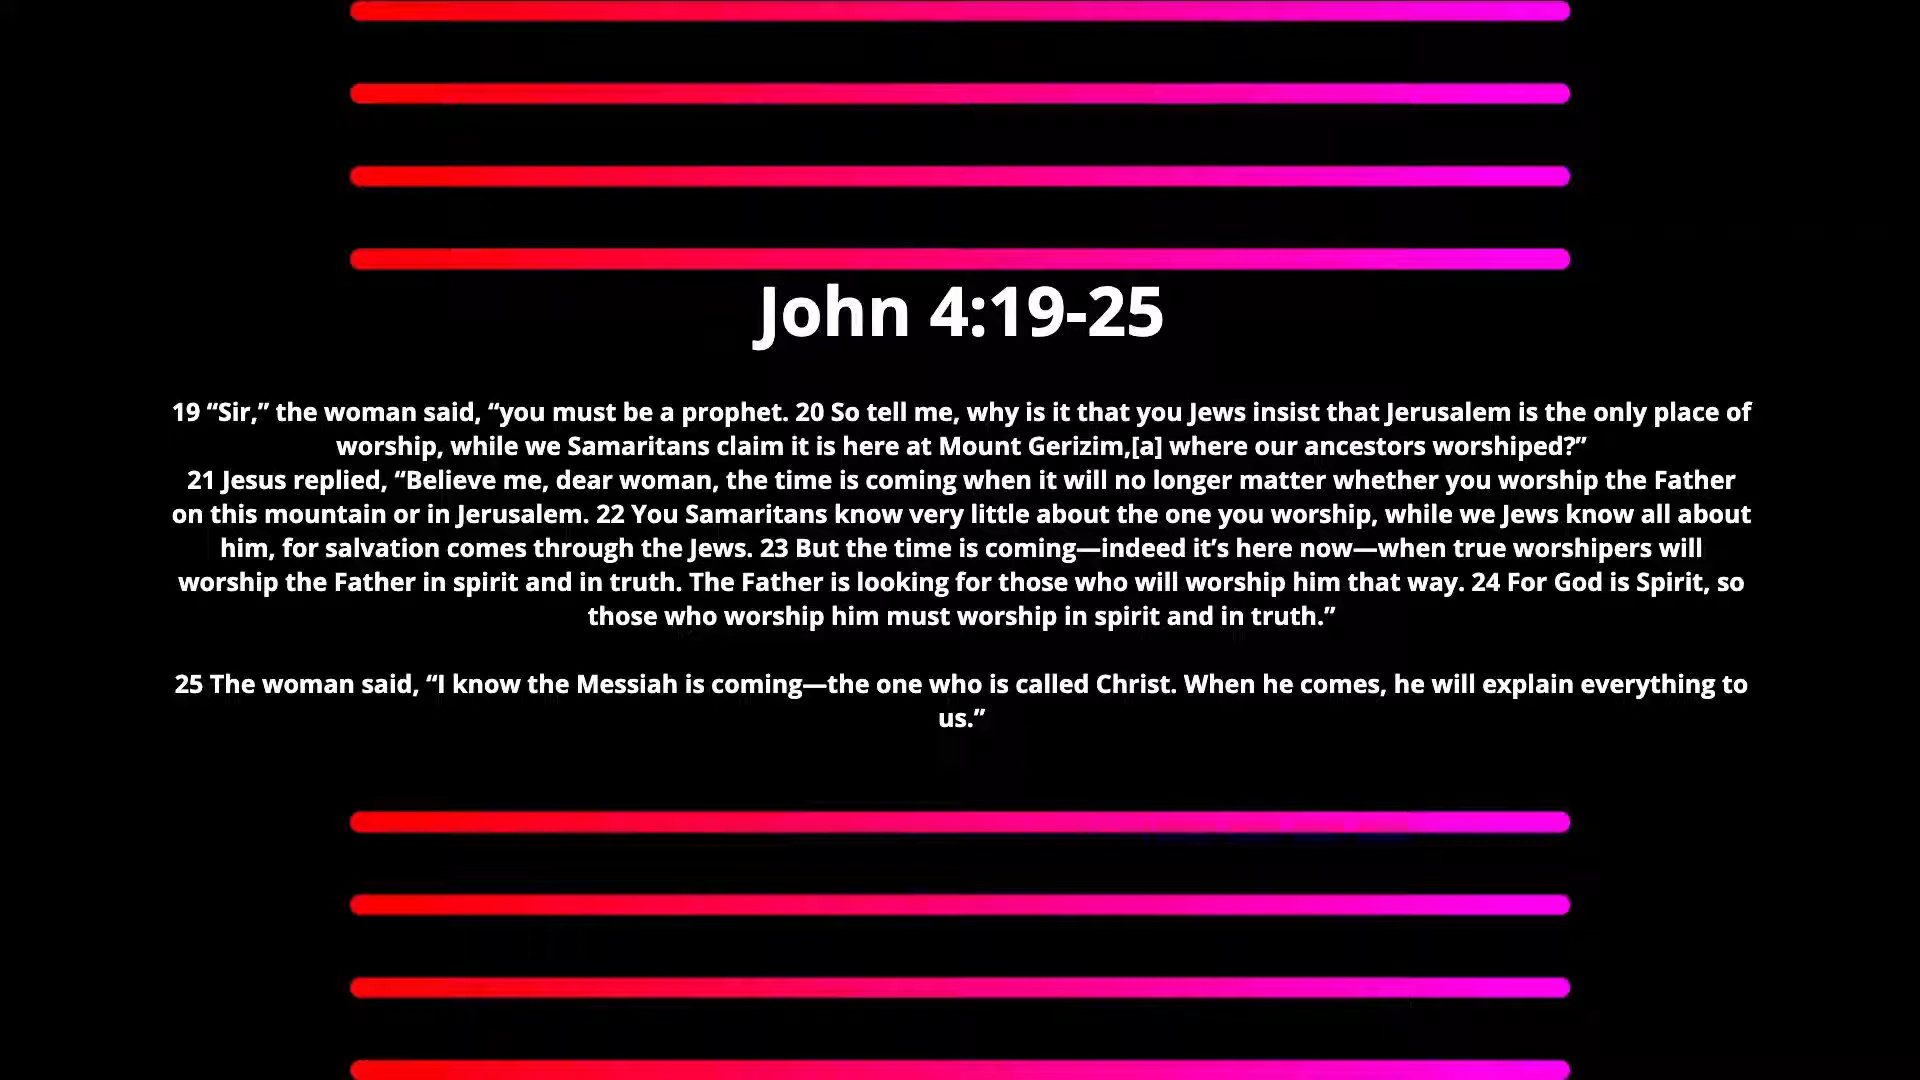 John 4:19-25
19 “Sir,” the woman said, “you must be a prophet. 20 So tell me, why is it that you Jews insist that Jerusalem is the only place of
worship, while we Samaritans claim it is here at Mount Gerizim,[a] where our ancestors worshiped?”
21 Jesus replied, “Believe me, dear woman, the time is coming when it will no longer matter whether you worship the Father
on this mountain or in Jerusalem. 22 You Samaritans know very little about the one you worship, while we Jews know all about
him, for salvation comes through the Jews. 23 But the time is coming—indeed it’s here now—when true worshipers will
worship the Father in spirit and in truth. The Father is looking for those who will worship him that way. 24 For God is Spirit, so
those who worship him must worship in spirit and in truth.”
25 The woman said, “I know the Messiah is coming—the one who is called Christ. When he comes, he will explain everything to
us.”